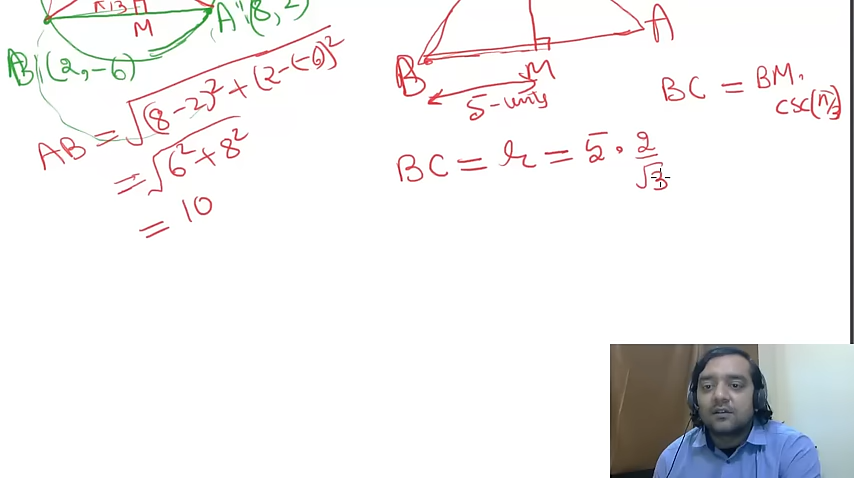 π/3
M
A (8, 2)
B (2, -6)
AB = √(8-2)² + (2-(-6))²
= √6² + 8²
= 10
B
M
A
5-units
BC = BM. csc(π/3)
BC = r = 5 · 2/√3